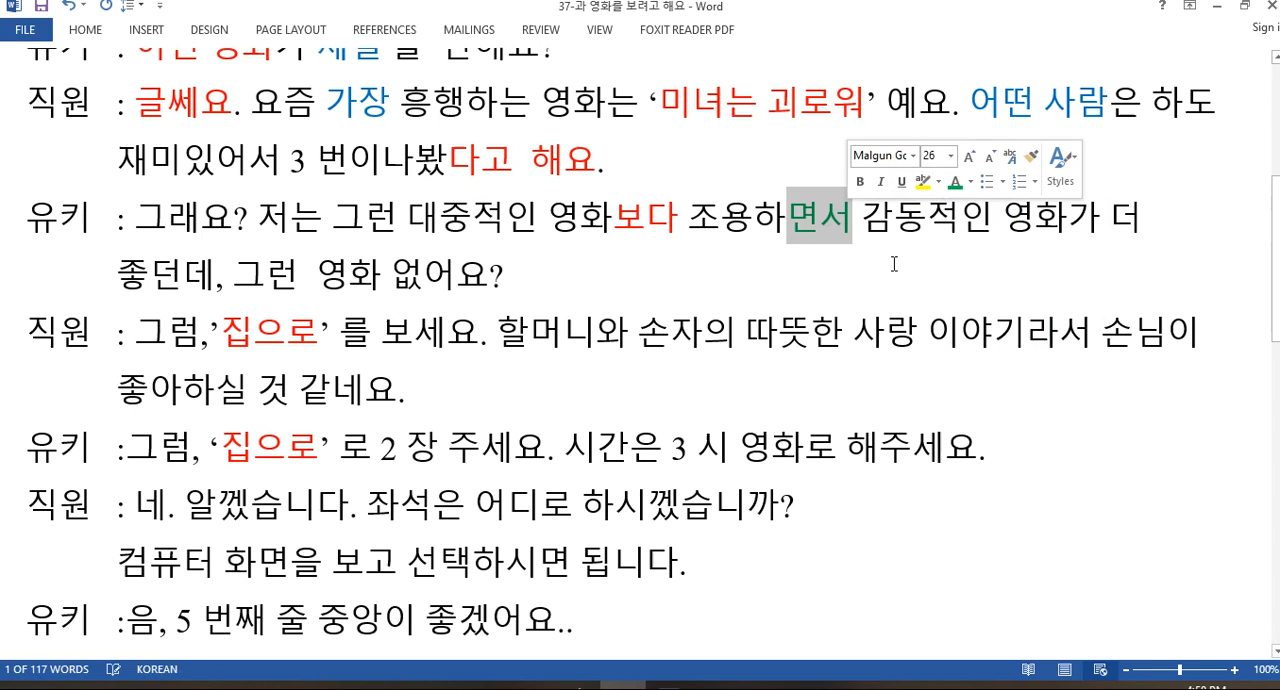 37-과 영화를 보려고 해요 - Word
Sign i
FILE HOME INSERT DESIGN PAGE LAYOUT REFERENCES MAILINGS REVIEW VIEW FOXIT READER PDF
직원 : 글쎄요. 요즘 가장 흥행하는 영화는 ‘미녀는 괴로워’ 예요. 어떤 사람은 하도
재미있어서 3 번이나봤다고 해요.
Malgun Gc 26
B I U Styles
유키 : 그래요? 저는 그런 대중적인 영화보다 조용하면서 감동적인 영화가 더
좋던데, 그런 영화 없어요?
직원 : 그럼,’집으로’ 를 보세요. 할머니와 손자의 따뜻한 사랑 이야기라서 손님이
좋아하실 것 같네요.
유키 :그럼, ‘집으로’ 로 2 장 주세요. 시간은 3 시 영화로 해주세요.
직원 : 네. 알겠습니다. 좌석은 어디로 하시겠습니까?
컴퓨터 화면을 보고 선택하시면 됩니다.
유키 :음, 5 번째 줄 중앙이 좋겠어요..
1 OF 117 WORDS KOREAN 100%